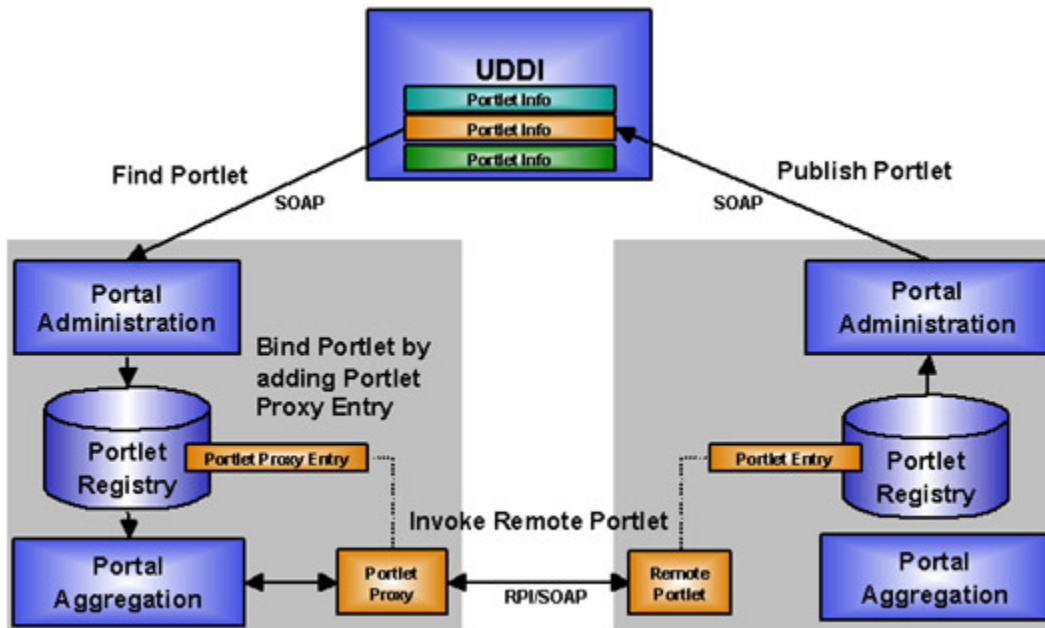 UDDI
Portlet Info
Portlet Info
Portlet Info
Find Portlet
SOAP
Publish Portlet
SOAP
Portal
Administration
Bind Portlet by
adding Portlet
Proxy Entry
Portlet
Registry
Portlet Proxy Entry
Portal
Aggregation
Invoke Remote Portlet
Portlet
Proxy
RPI/SOAP
Remote
Portlet
Portal
Administration
Portlet Entry
Portlet
Registry
Portal
Aggregation